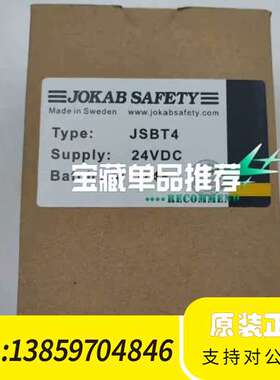 JOKAB SAFETY
Made in Sweden www.jokabsafety.com
Type: JSBT4
Supply: 24VDC
宝藏单品推荐
RECOMMEND
原装正
:13859704846
支持对公